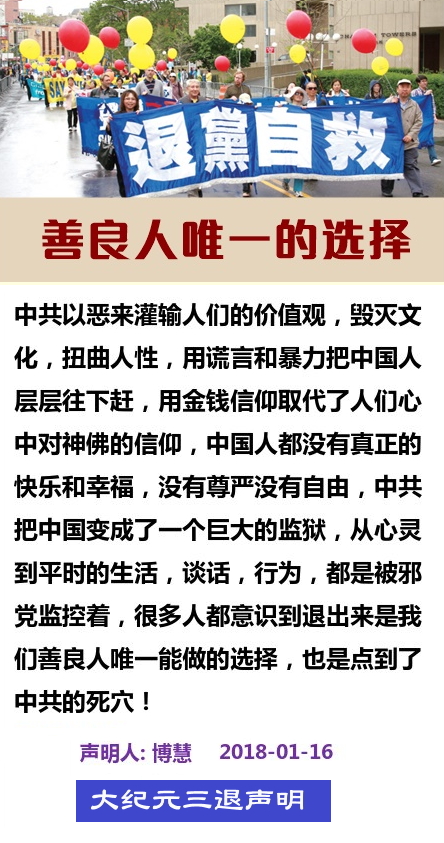 SAY
TOWERS
退黨自救
善良人唯一的选择
中共以恶来灌输人们的价值观，毁灭文
化，扭曲人性，用谎言和暴力把中国人
层层往下赶，用金钱信仰取代了人们心
中对神佛的信仰，中国人都没有真正的
快乐和幸福，没有尊严没有自由，中共
把中国变成了一个巨大的监狱，从心灵
到平时的生活，谈话，行为，都是被邪
党监控着，很多人都意识到退出来是我
们善良人唯一能做的选择，也是点到了
中共的死穴！
声明人: 博慧 2018-01-16
大纪元三退声明